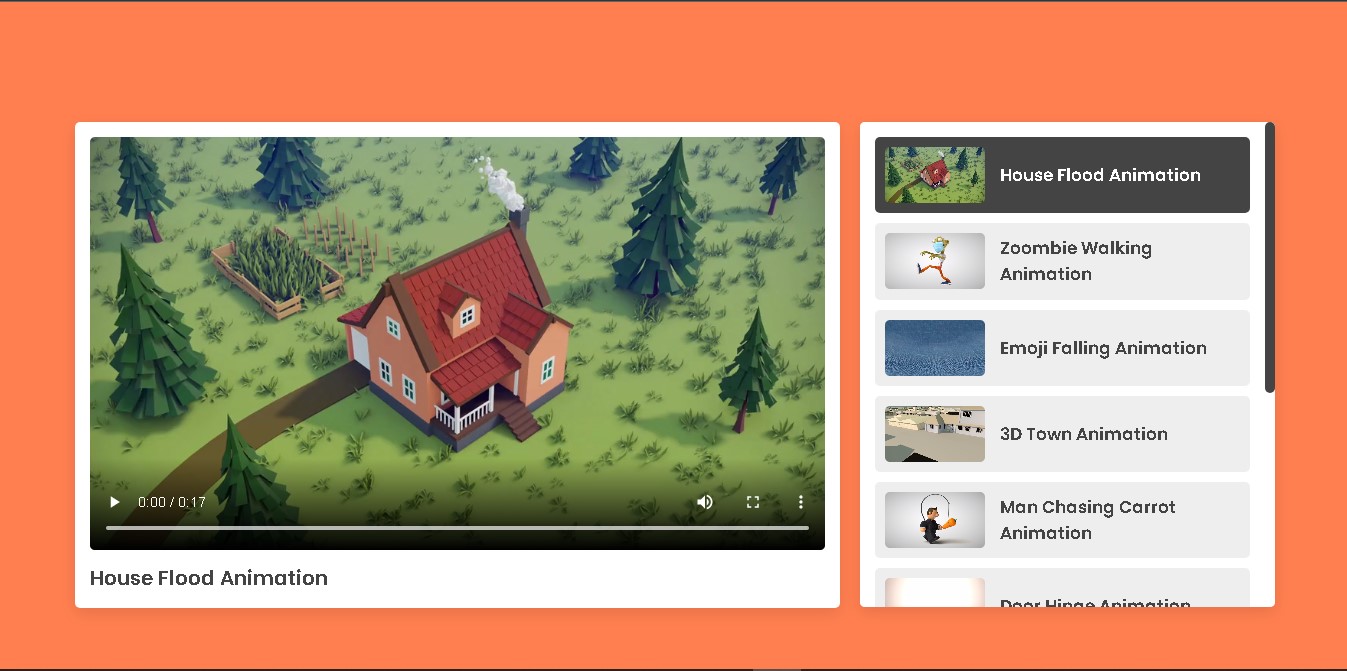 0:00 / 0:17
House Flood Animation
House Flood Animation
Zoombie Walking
Animation
Emoji Falling Animation
3D Town Animation
Man Chasing Carrot
Animation
Door Hinge Animation